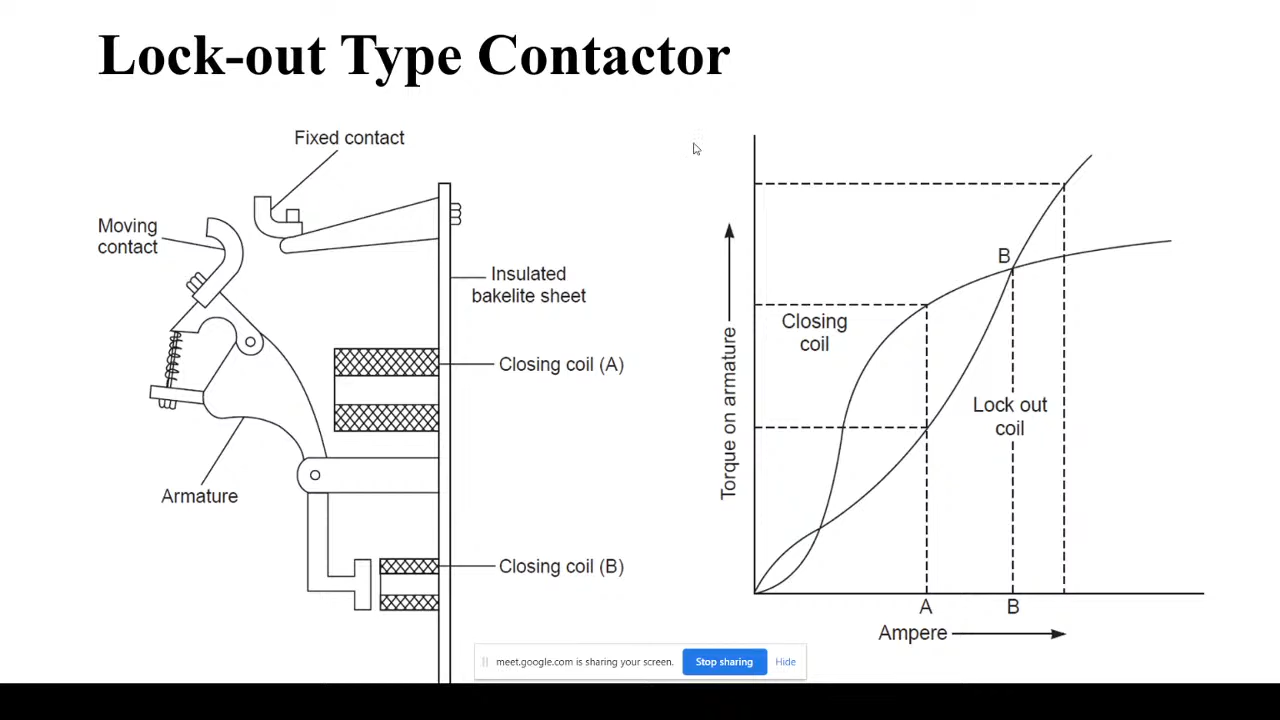 Lock-out Type Contactor
Fixed contact
Moving
contact
Insulated
bakelite sheet
Closing coil (A)
Armature
Closing coil (B)
B
Closing
coil
Lock out
coil
Torque on armature
A
B
Ampere
meet.google.com is sharing your screen.
Stop sharing
Hide